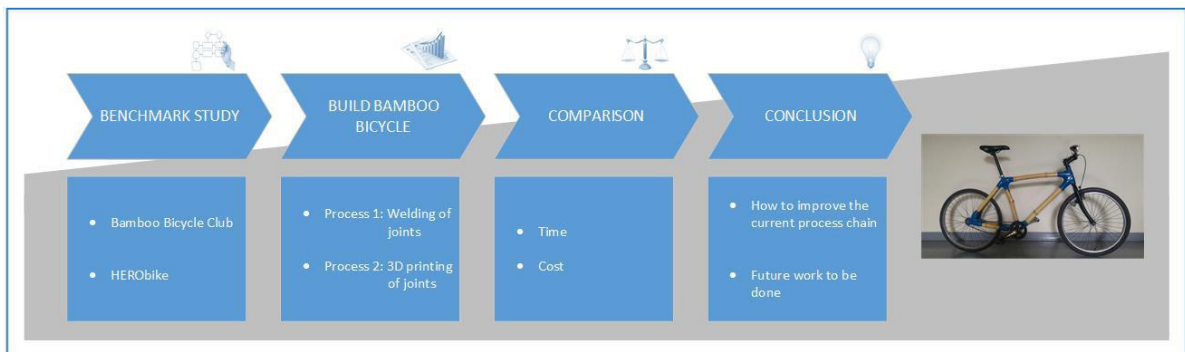 BENCHMARK STUDY
BUILD BAMBOO
BICYCLE
COMPARISON
CONCLUSION
• Bamboo Bicycle Club
• HERObike
• Process 1: Welding of
joints
• Process 2: 3D printing
of joints
• Time
• Cost
• How to improve the
current process chain
• Future work to be
done